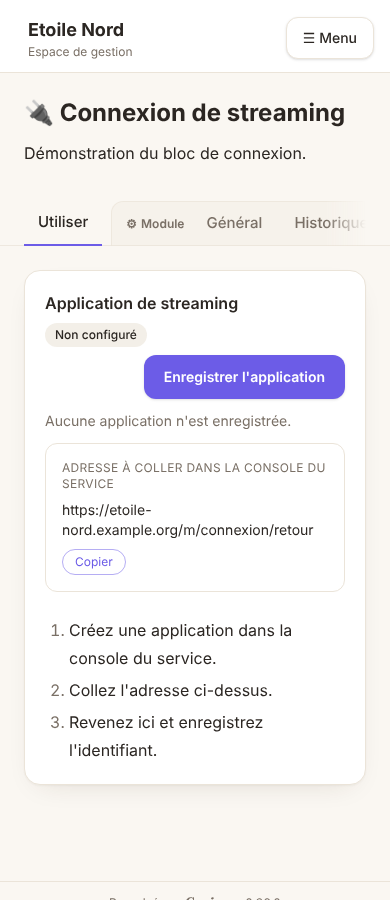 Etoile Nord
Espace de gestion
☰ Menu
🔌 Connexion de streaming
Démonstration du bloc de connexion.
Utiliser
⚙ Module
Général
Historique
Application de streaming
Non configuré
Enregistrer l'application
Aucune application n'est enregistrée.
ADRESSE À COLLER DANS LA CONSOLE DU
SERVICE
https://etoile-
nord.example.org/m/connexion/retour
Copier
1. Créez une application dans la
console du service.
2. Collez l'adresse ci-dessus.
3. Revenez ici et enregistrez
l'identifiant.